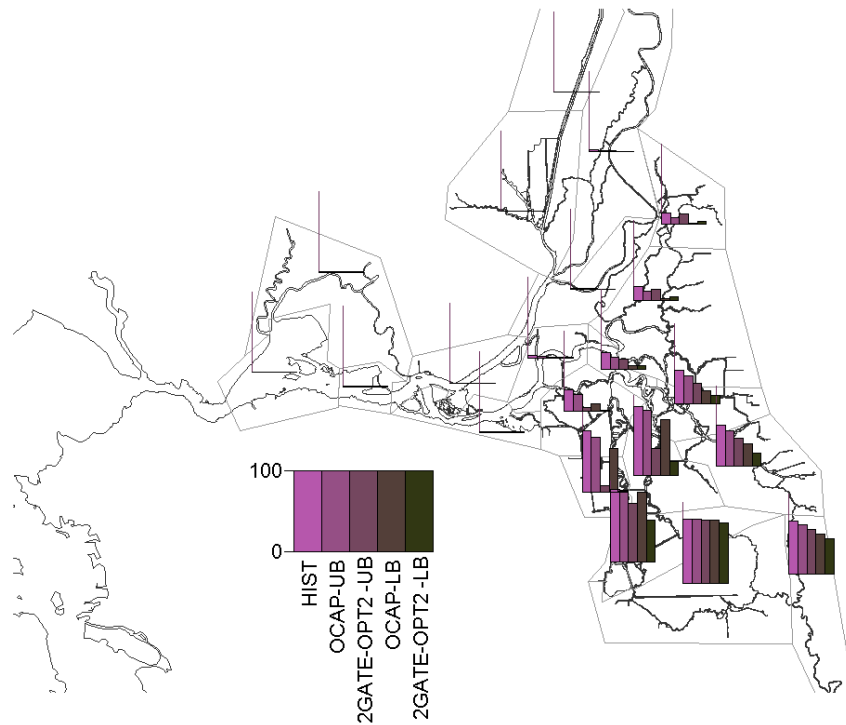 100
0
HIST
OCAP-UB
2GATE-OPT2 -UB
OCAP-LB
2GATE-OPT2 -LB